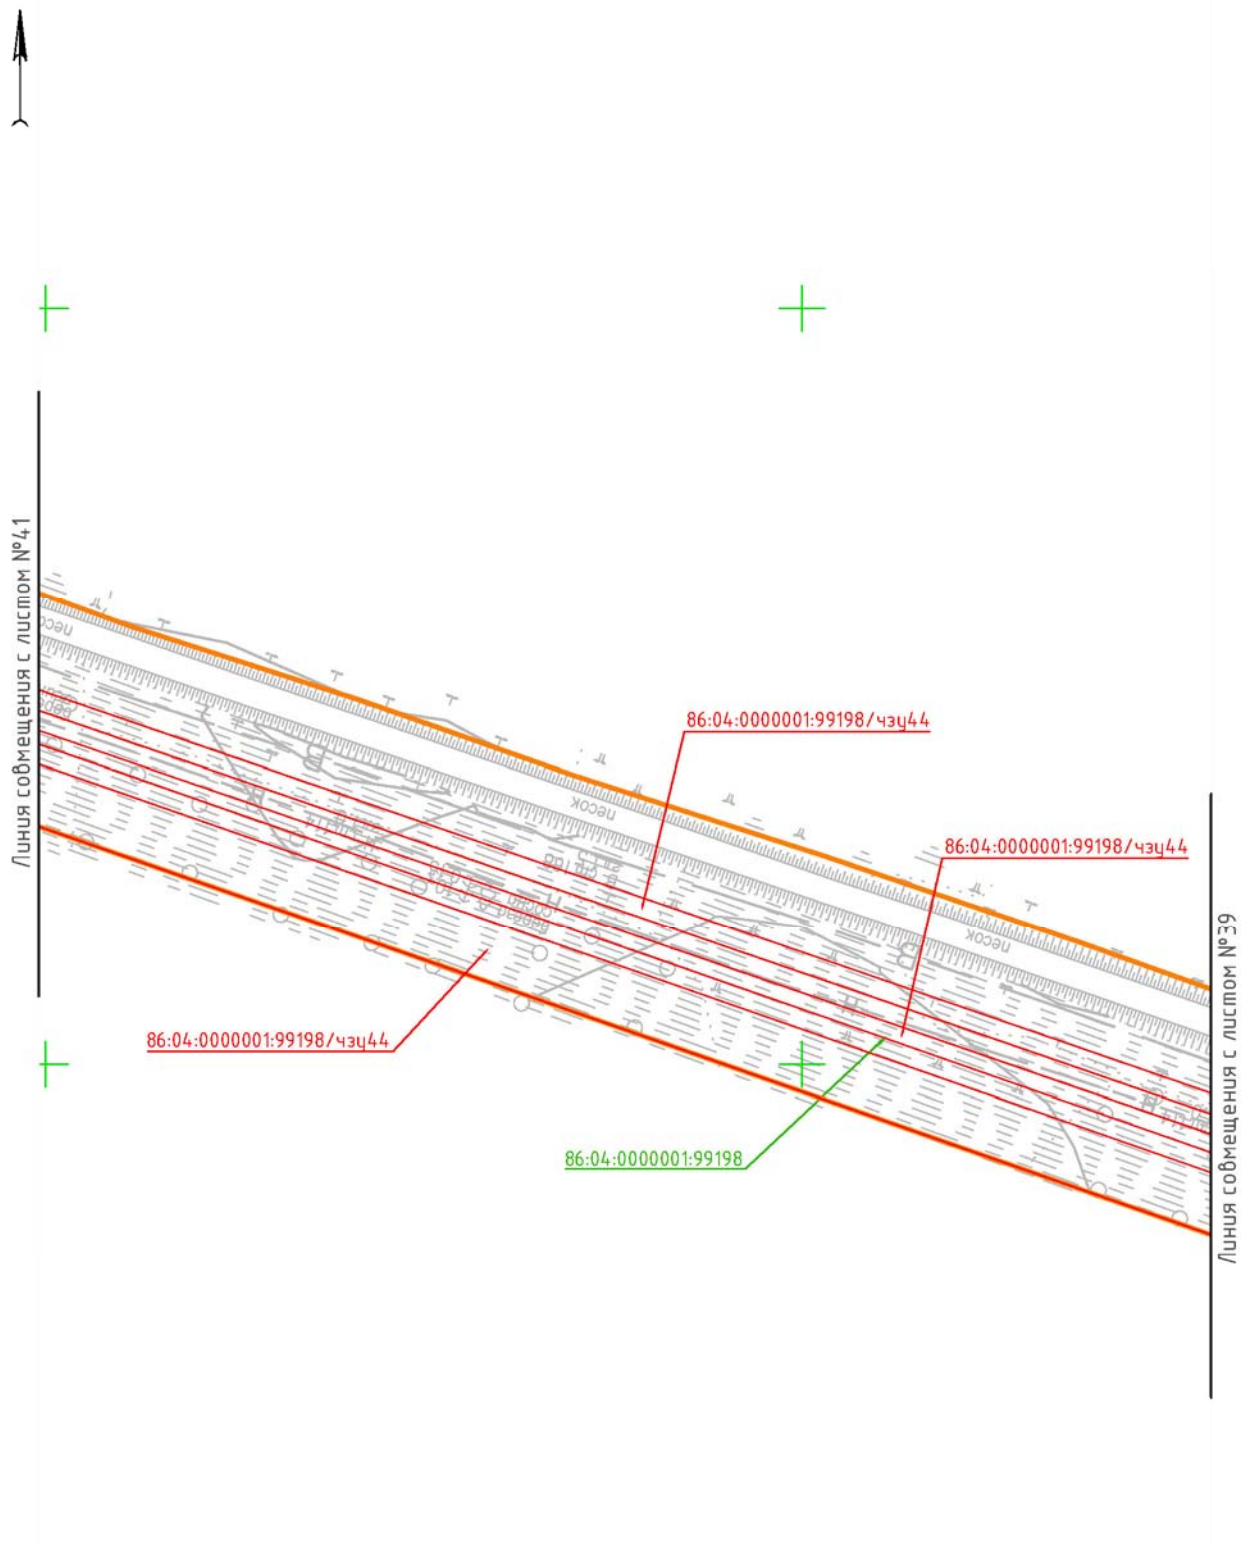 Линия совмещения с листом №41
песок
86:04:0000001:99198/чзу44
песок
86:04:0000001:99198/чзу44
В
В
песок
Линия совмещения с листом №39
Н
86:04:0000001:99198/чзу44
Н
86:04:0000001:99198